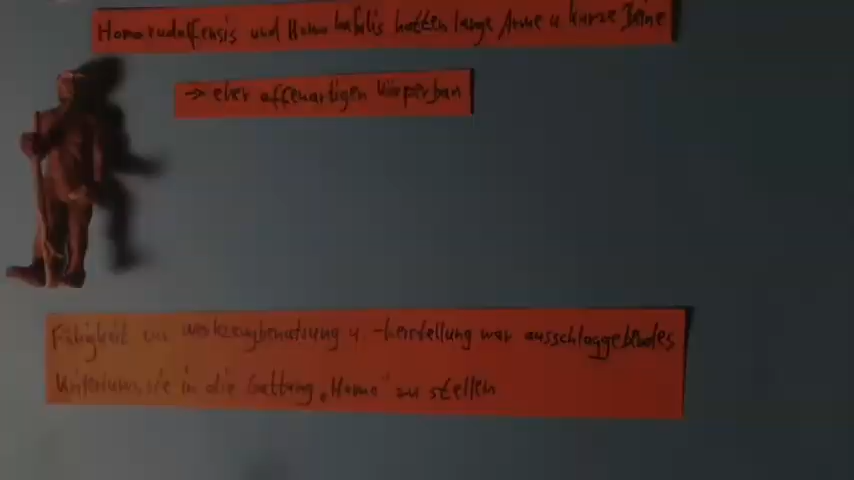 Homo rudolfensis und Homo habilis hatten lange Arme u. kurze Beine
→ eher affenartigen Körperbau
Fähigkeit zur Werkzeugbenutzung u. -herstellung war ausschlaggebendes
Kriterium, sie in die Gattung „Homo" zu stellen